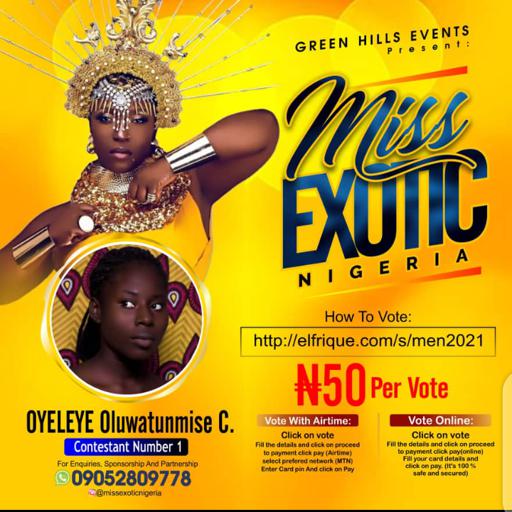 GREEN HILLS EVENTS
Present:
Miss
EXOTIC
NIGERIA
How To Vote:
http://elfrique.com/s/men2021
₦50 Per Vote
OYELEYE Oluwatunmise C.
Contestant Number 1
For Enquiries, Sponsorship And Partnership
09052809778
@missexoticnigeria
Vote With Airtime:
Click on vote
Fill the details and click on proceed
to payment click pay (Airtime)
select prefered network (MTN)
Enter Card pin And click on Pay
Vote Online:
Click on vote
Fill the details and click on proceed
to payment click pay(online)
Fill your card details and
click on pay. (It's 100 %
safe and secured)